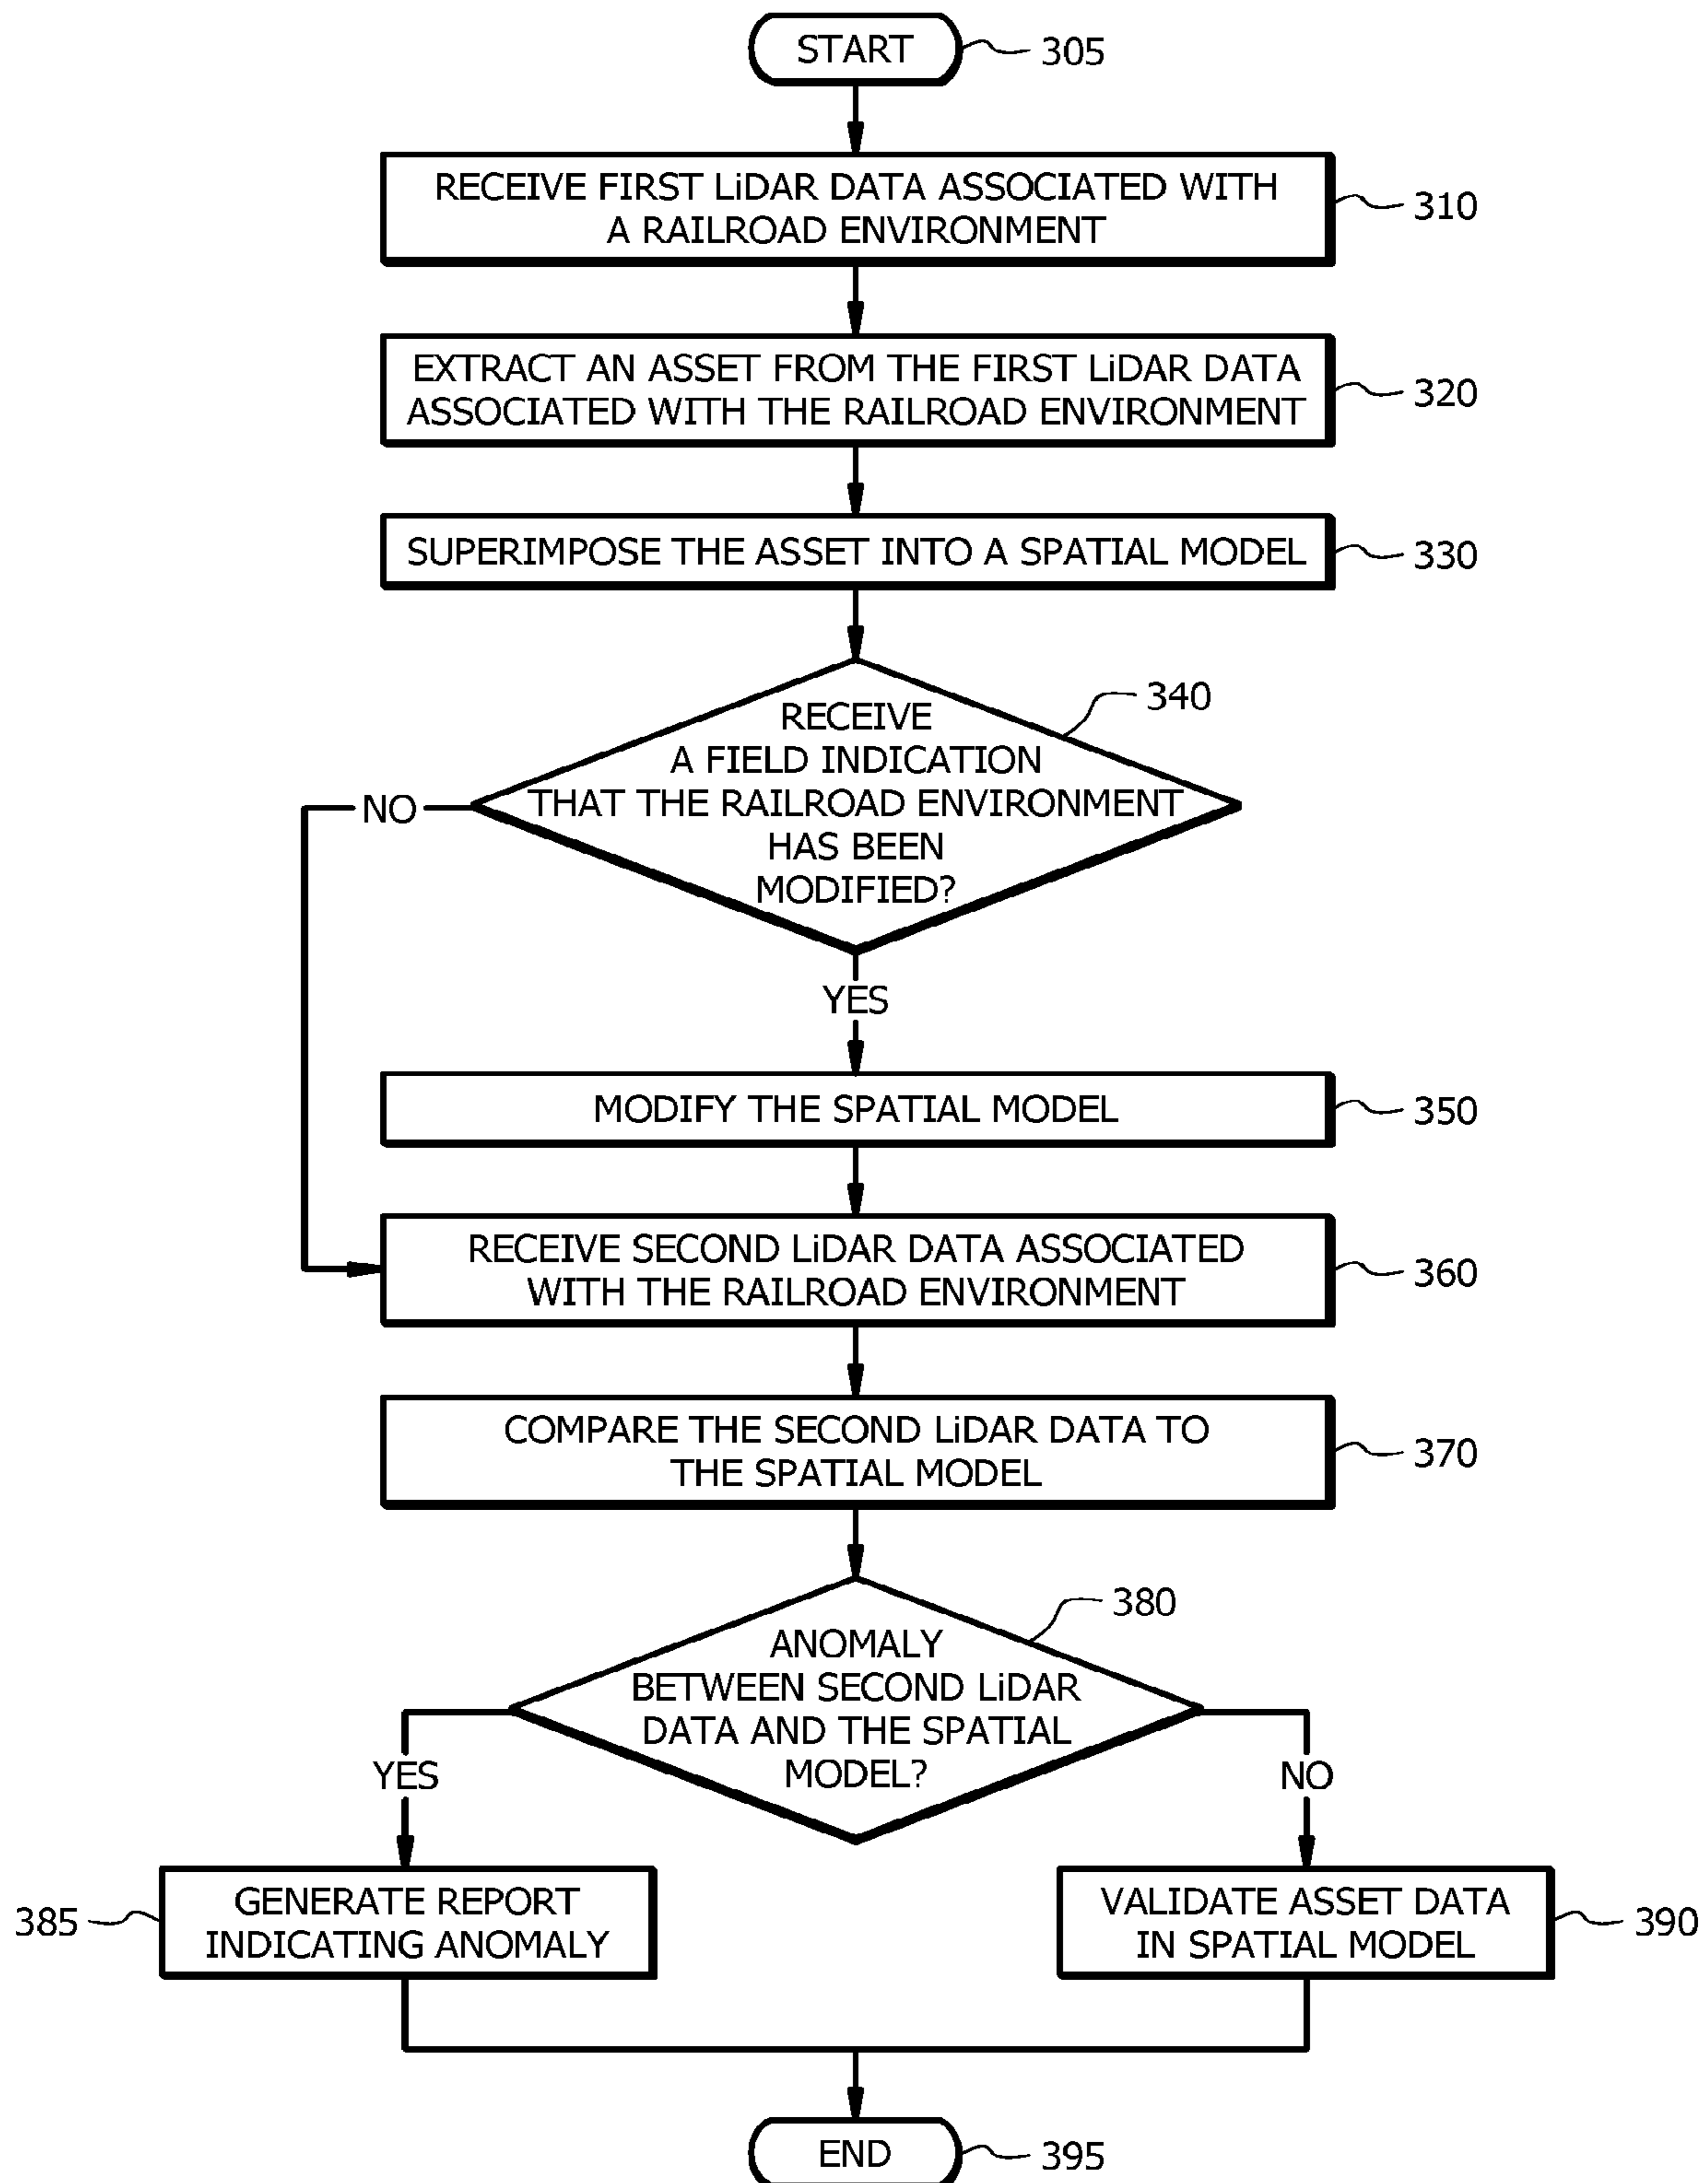 START
305
RECEIVE FIRST LiDAR DATA ASSOCIATED WITH
A RAILROAD ENVIRONMENT
310
EXTRACT AN ASSET FROM THE FIRST LiDAR DATA
ASSOCIATED WITH THE RAILROAD ENVIRONMENT
320
SUPERIMPOSE THE ASSET INTO A SPATIAL MODEL
330
340
RECEIVE
A FIELD INDICATION
THAT THE RAILROAD ENVIRONMENT
HAS BEEN
MODIFIED?
NO
YES
MODIFY THE SPATIAL MODEL
350
RECEIVE SECOND LiDAR DATA ASSOCIATED
WITH THE RAILROAD ENVIRONMENT
360
COMPARE THE SECOND LiDAR DATA TO
THE SPATIAL MODEL
370
380
ANOMALY
BETWEEN SECOND LiDAR
DATA AND THE SPATIAL
MODEL?
YES
NO
385
GENERATE REPORT
INDICATING ANOMALY
VALIDATE ASSET DATA
IN SPATIAL MODEL
390
END
395